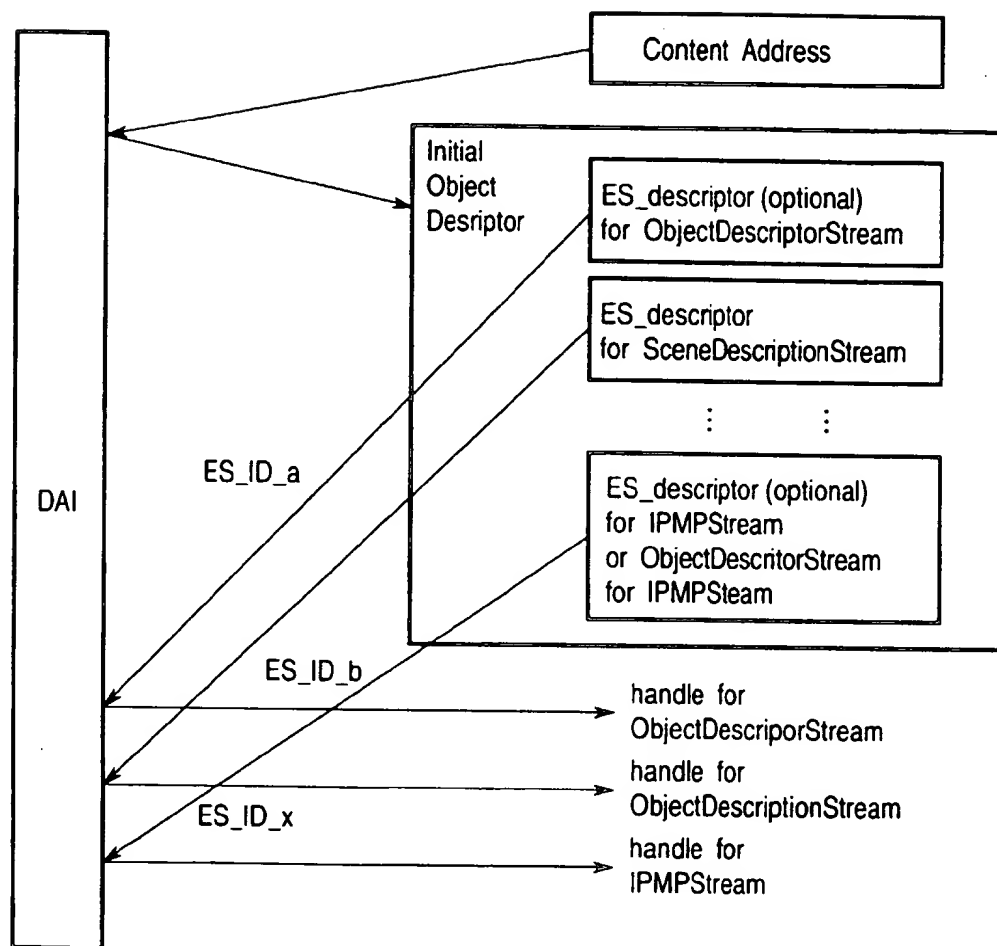 Content Address
Initial
Object
Desriptor
ES_descriptor (optional)
for ObjectDescriptorStream
ES_descriptor
for SceneDescriptionStream
ES_ID_a
DAI
ES_descriptor (optional)
for IPMPStream
or ObjectDescritorStream
for IPMPSteam
ES_ID_b
handle for
ObjectDescriporStream
handle for
ObjectDescriptionStream
ES_ID_x
handle for
IPMPStream